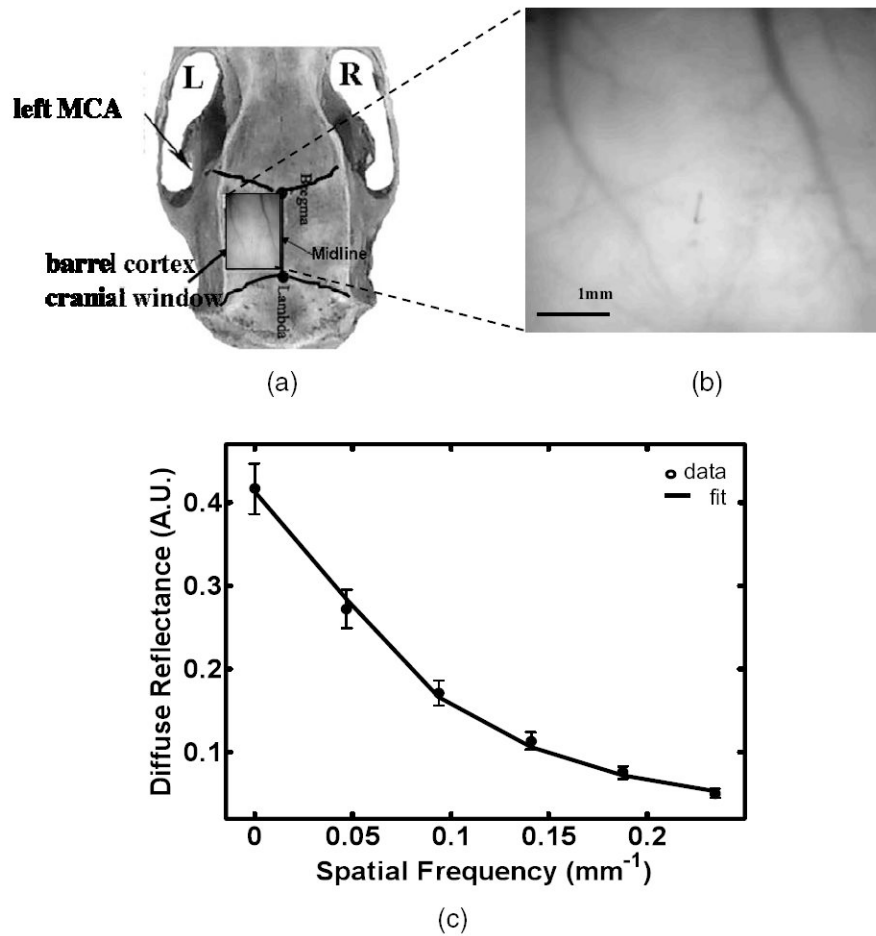 L
R
left MCA
Bregma
Midline
barrel cortex
cranial window
Lambda
1mm
(a)
(b)
data
fit
0.4
0.3
0.2
0.1
Diffuse Reflectance (A.U.)
0
0.05
0.1
0.15
0.2
Spatial Frequency (mm⁻¹)
(c)